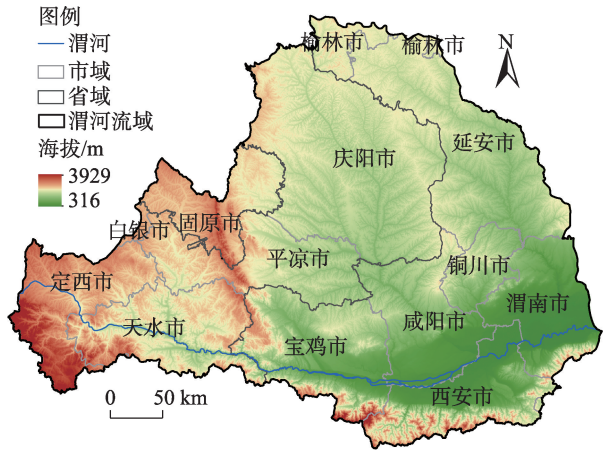 图例
渭河
市域
省域
渭河流域
海拔/m
3929
316
榆林市
榆林市
N
延安市
庆阳市
固原市
白银市
平凉市
铜川市
定西市
渭南市
天水市
咸阳市
宝鸡市
西安市
0 50 km